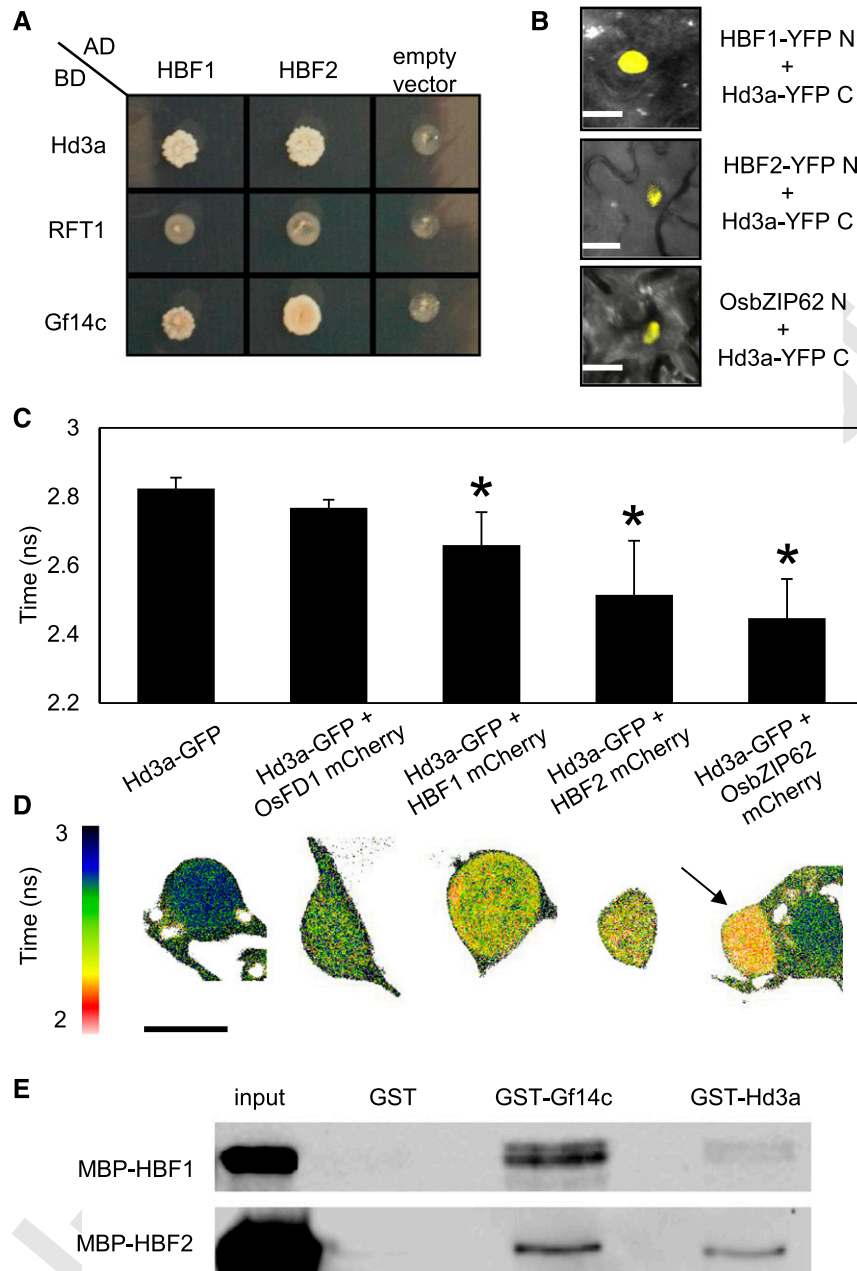 A
AD
BD
HBF1
HBF2
empty
vector
Hd3a
RFT1
Gf14c
B
HBF1-YFP N
+
Hd3a-YFP C
HBF2-YFP N
+
Hd3a-YFP C
OsbZIP62 N
+
Hd3a-YFP C
C
Time (ns)
3
2.8
2.6
2.4
2.2
*
*
*
Hd3a-GFP
Hd3a-GFP +
OsFD1 mCherry
Hd3a-GFP +
HBF1 mCherry
Hd3a-GFP +
HBF2 mCherry
Hd3a-GFP +
OsbZIP62
mCherry
D
Time (ns)
3
2
E
input
GST
GST-Gf14c
GST-Hd3a
MBP-HBF1
MBP-HBF2